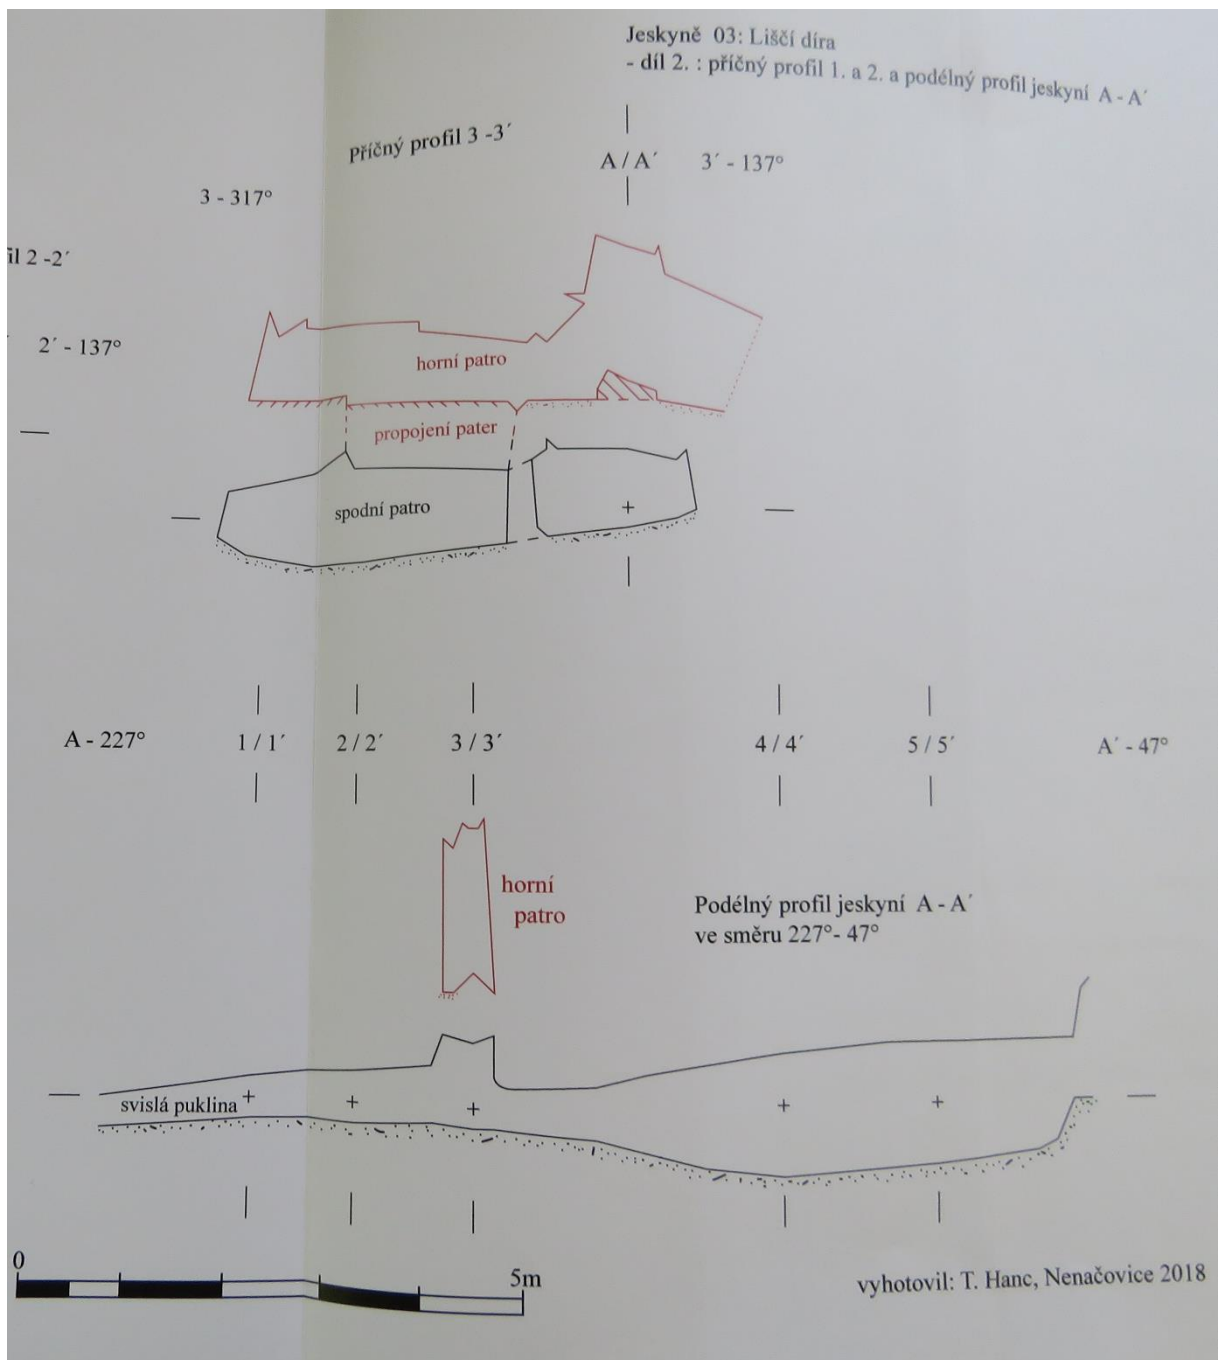 Jeskyně 03: Liščí díra
- díl 2. : příčný profil 1. a 2. a podélný profil jeskyní A - A´
Příčný profil 3 -3´
A / A´ 3´ - 137°
3 - 317°
il 2 -2´
2´ - 137°
horní patro
propojení pater
spodní patro
A - 227° 1 / 1´ 2 / 2´ 3 / 3´ 4 / 4´ 5 / 5´ A´ - 47°
horní
patro
Podélný profil jeskyní A - A´
ve směru 227°- 47°
svislá puklina
0
5m
vyhotovil: T. Hanc, Nenačovice 2018